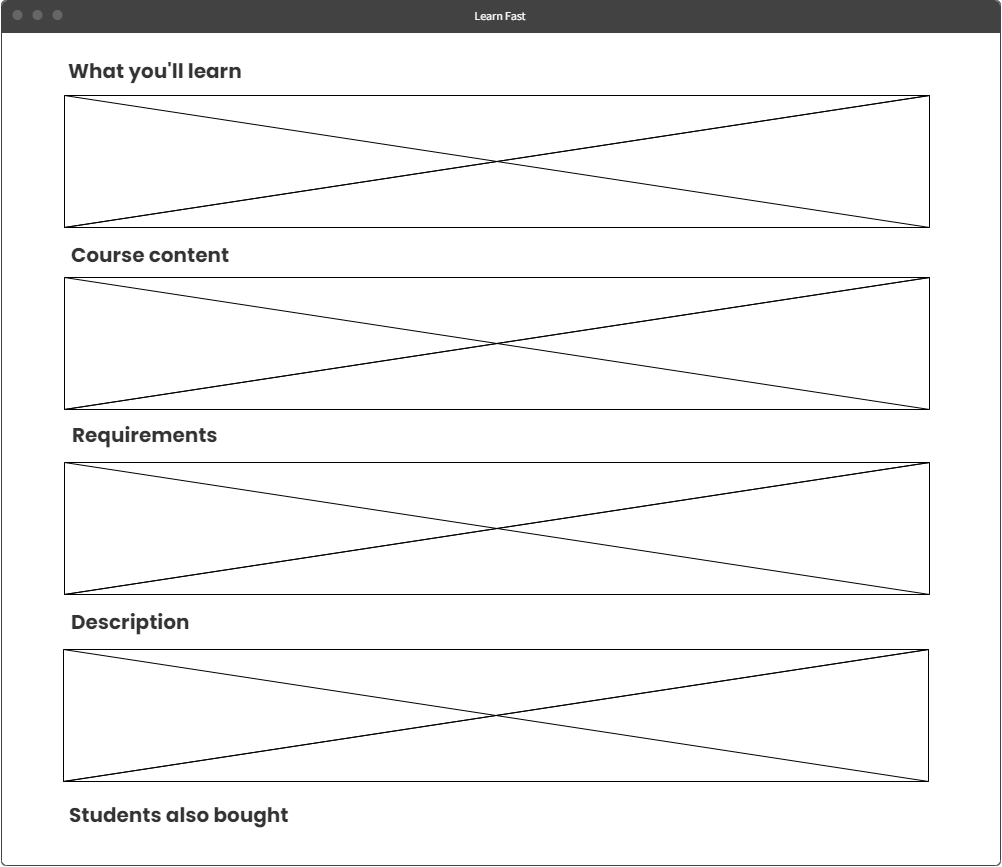 Learn Fast
What you'll learn
Course content
Requirements
Description
Students also bought